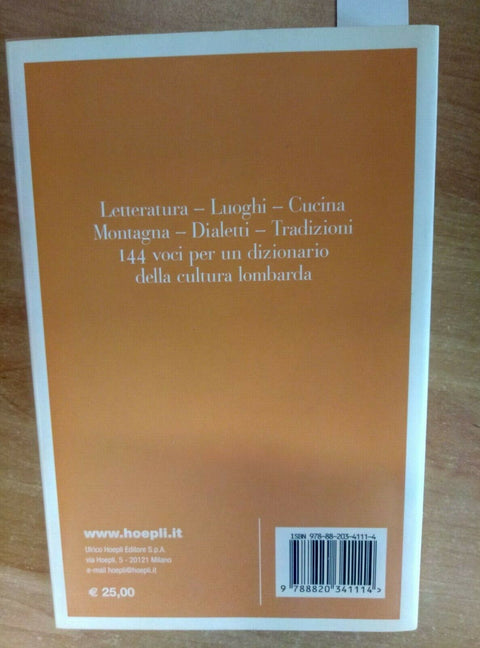 Letteratura – Luoghi – Cucina
Montagna – Dialetti – Tradizioni
144 voci per un dizionario
della cultura lombarda
www.hoepli.it
Ulrico Hoepli Editore S.p.A.
via Hoepli, 5 - 20121 Milano
e-mail hoepli@hoepli.it
€ 25,00
ISBN 978-88-203-4111-4
9 788820 341114 >